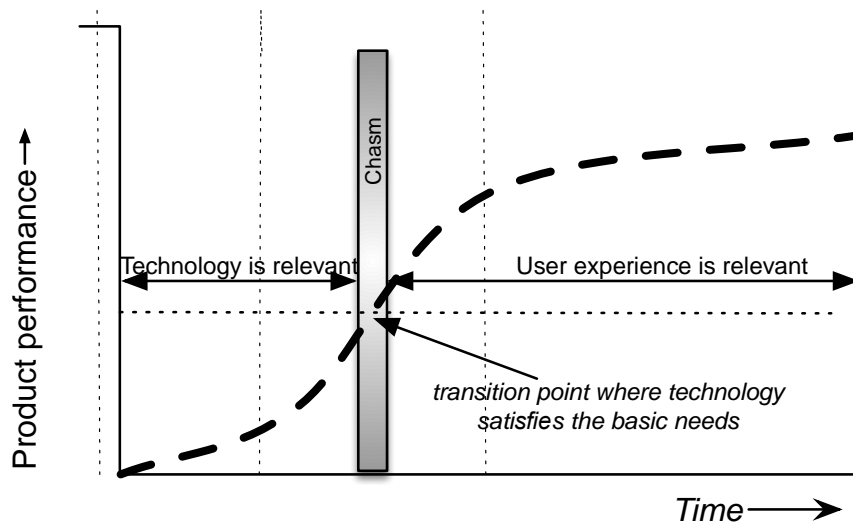 Chasm
Product performance
Technology is relevant
User experience is relevant
transition point where technology
satisfies the basic needs
Time